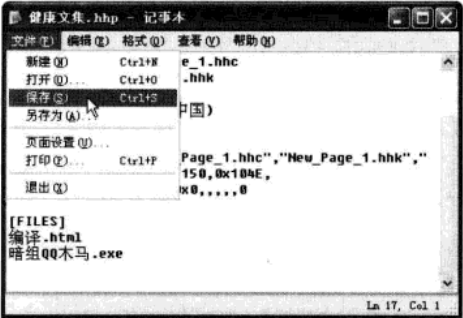 健康文集.hhp - 记事本
文件(F) 编辑(E) 格式(O) 查看(V) 帮助(H)
新建(N) Ctrl+N
打开(O)... Ctrl+O
保存(S) Ctrl+S
另存为(A)...
页面设置(U)...
打印(P)... Ctrl+P
退出(X)
e_1.hhc
.hhk
中国)
Page_1.hhc","New_Page_1.hhk","
150,0x104E,
0x0,,,,,0
[FILES]
编译.html
暗组QQ木马.exe
Ln 17, Col 1